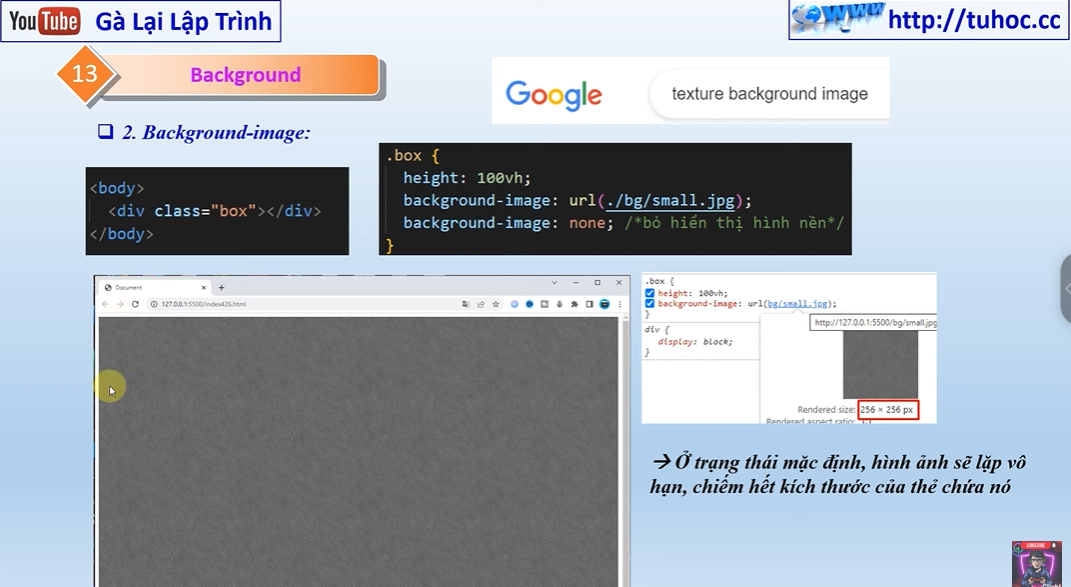 YouTube Gà Lại Lập Trình
WWW http://tuhoc.cc
13 Background
Google texture background image
2. Background-image:
<body>
<div class="box"></div>
</body>
.box {
height: 100vh;
background-image: url(./bg/small.jpg);
background-image: none; /*bỏ hiển thị hình nền*/
}
Document
127.0.0.1:5500/index426.html
.box {
height: 100vh;
background-image: url(bg/small.jpg);
}
http://127.0.0.1:5500/bg/small.jpg
div {
display: block;
}
Rendered size: 256 × 256 px
Rendered aspect ratio: 1:1
→ Ở trạng thái mặc định, hình ảnh sẽ lặp vô
hạn, chiếm hết kích thước của thẻ chứa nó
SUBSCRIBE